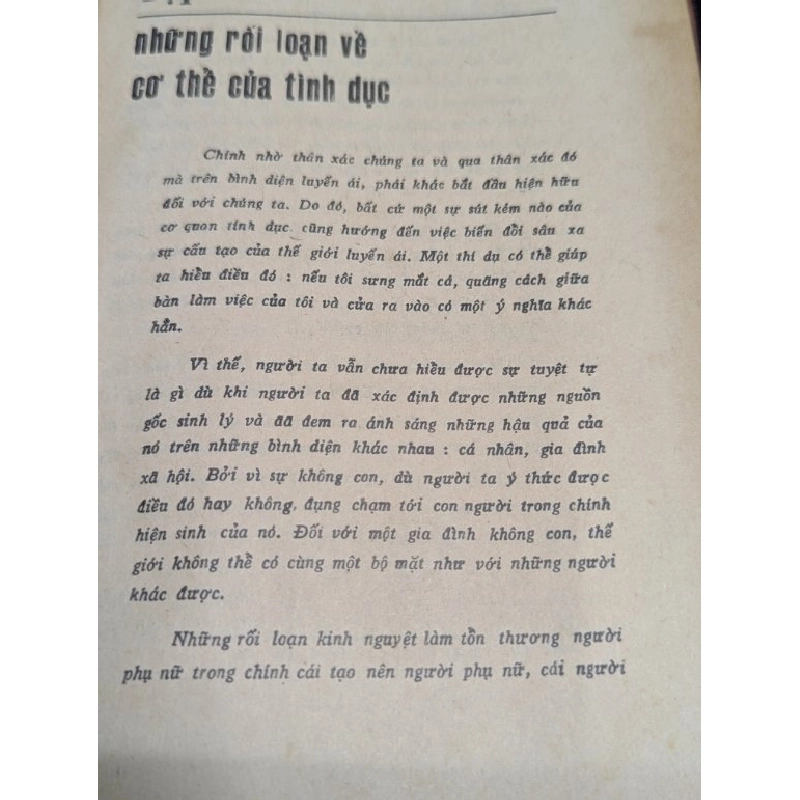 những rối loạn về
cơ thể của tình dục
Chính nhờ thân xác chúng ta và qua thân xác đó
mà trên bình diện luyến ái, phái khác bắt đầu hiện hữu
đối với chúng ta. Do đó, bất cứ một sự sút kém nào của
cơ quan tình dục cũng hướng đến việc biến đổi sâu xa
sự cấu tạo của thế giới luyến ái. Một thí dụ có thể giúp
ta hiểu điều đó : nếu tôi sưng mắt cá, quãng cách giữa
bàn làm việc của tôi và cửa ra vào có một ý nghĩa khác
hẳn.
Vì thế, người ta vẫn chưa hiểu được sự tuyệt tự
là gì dù khi người ta đã xác định được những nguồn
gốc sinh lý và đã đem ra ánh sáng những hậu quả của
nó trên những bình diện khác nhau : cá nhân, gia đình
xã hội. Bởi vì sự không con, dù người ta ý thức được
điều đó hay không, đụng chạm tới con người trong chính
hiện sinh của nó. Đối với một gia đình không con, thế
giới không thể có cùng một bộ mặt như với những người
khác được.
Những rối loạn kinh nguyệt làm tổn thương người
phụ nữ trong chính cái tạo nên người phụ nữ, cái người